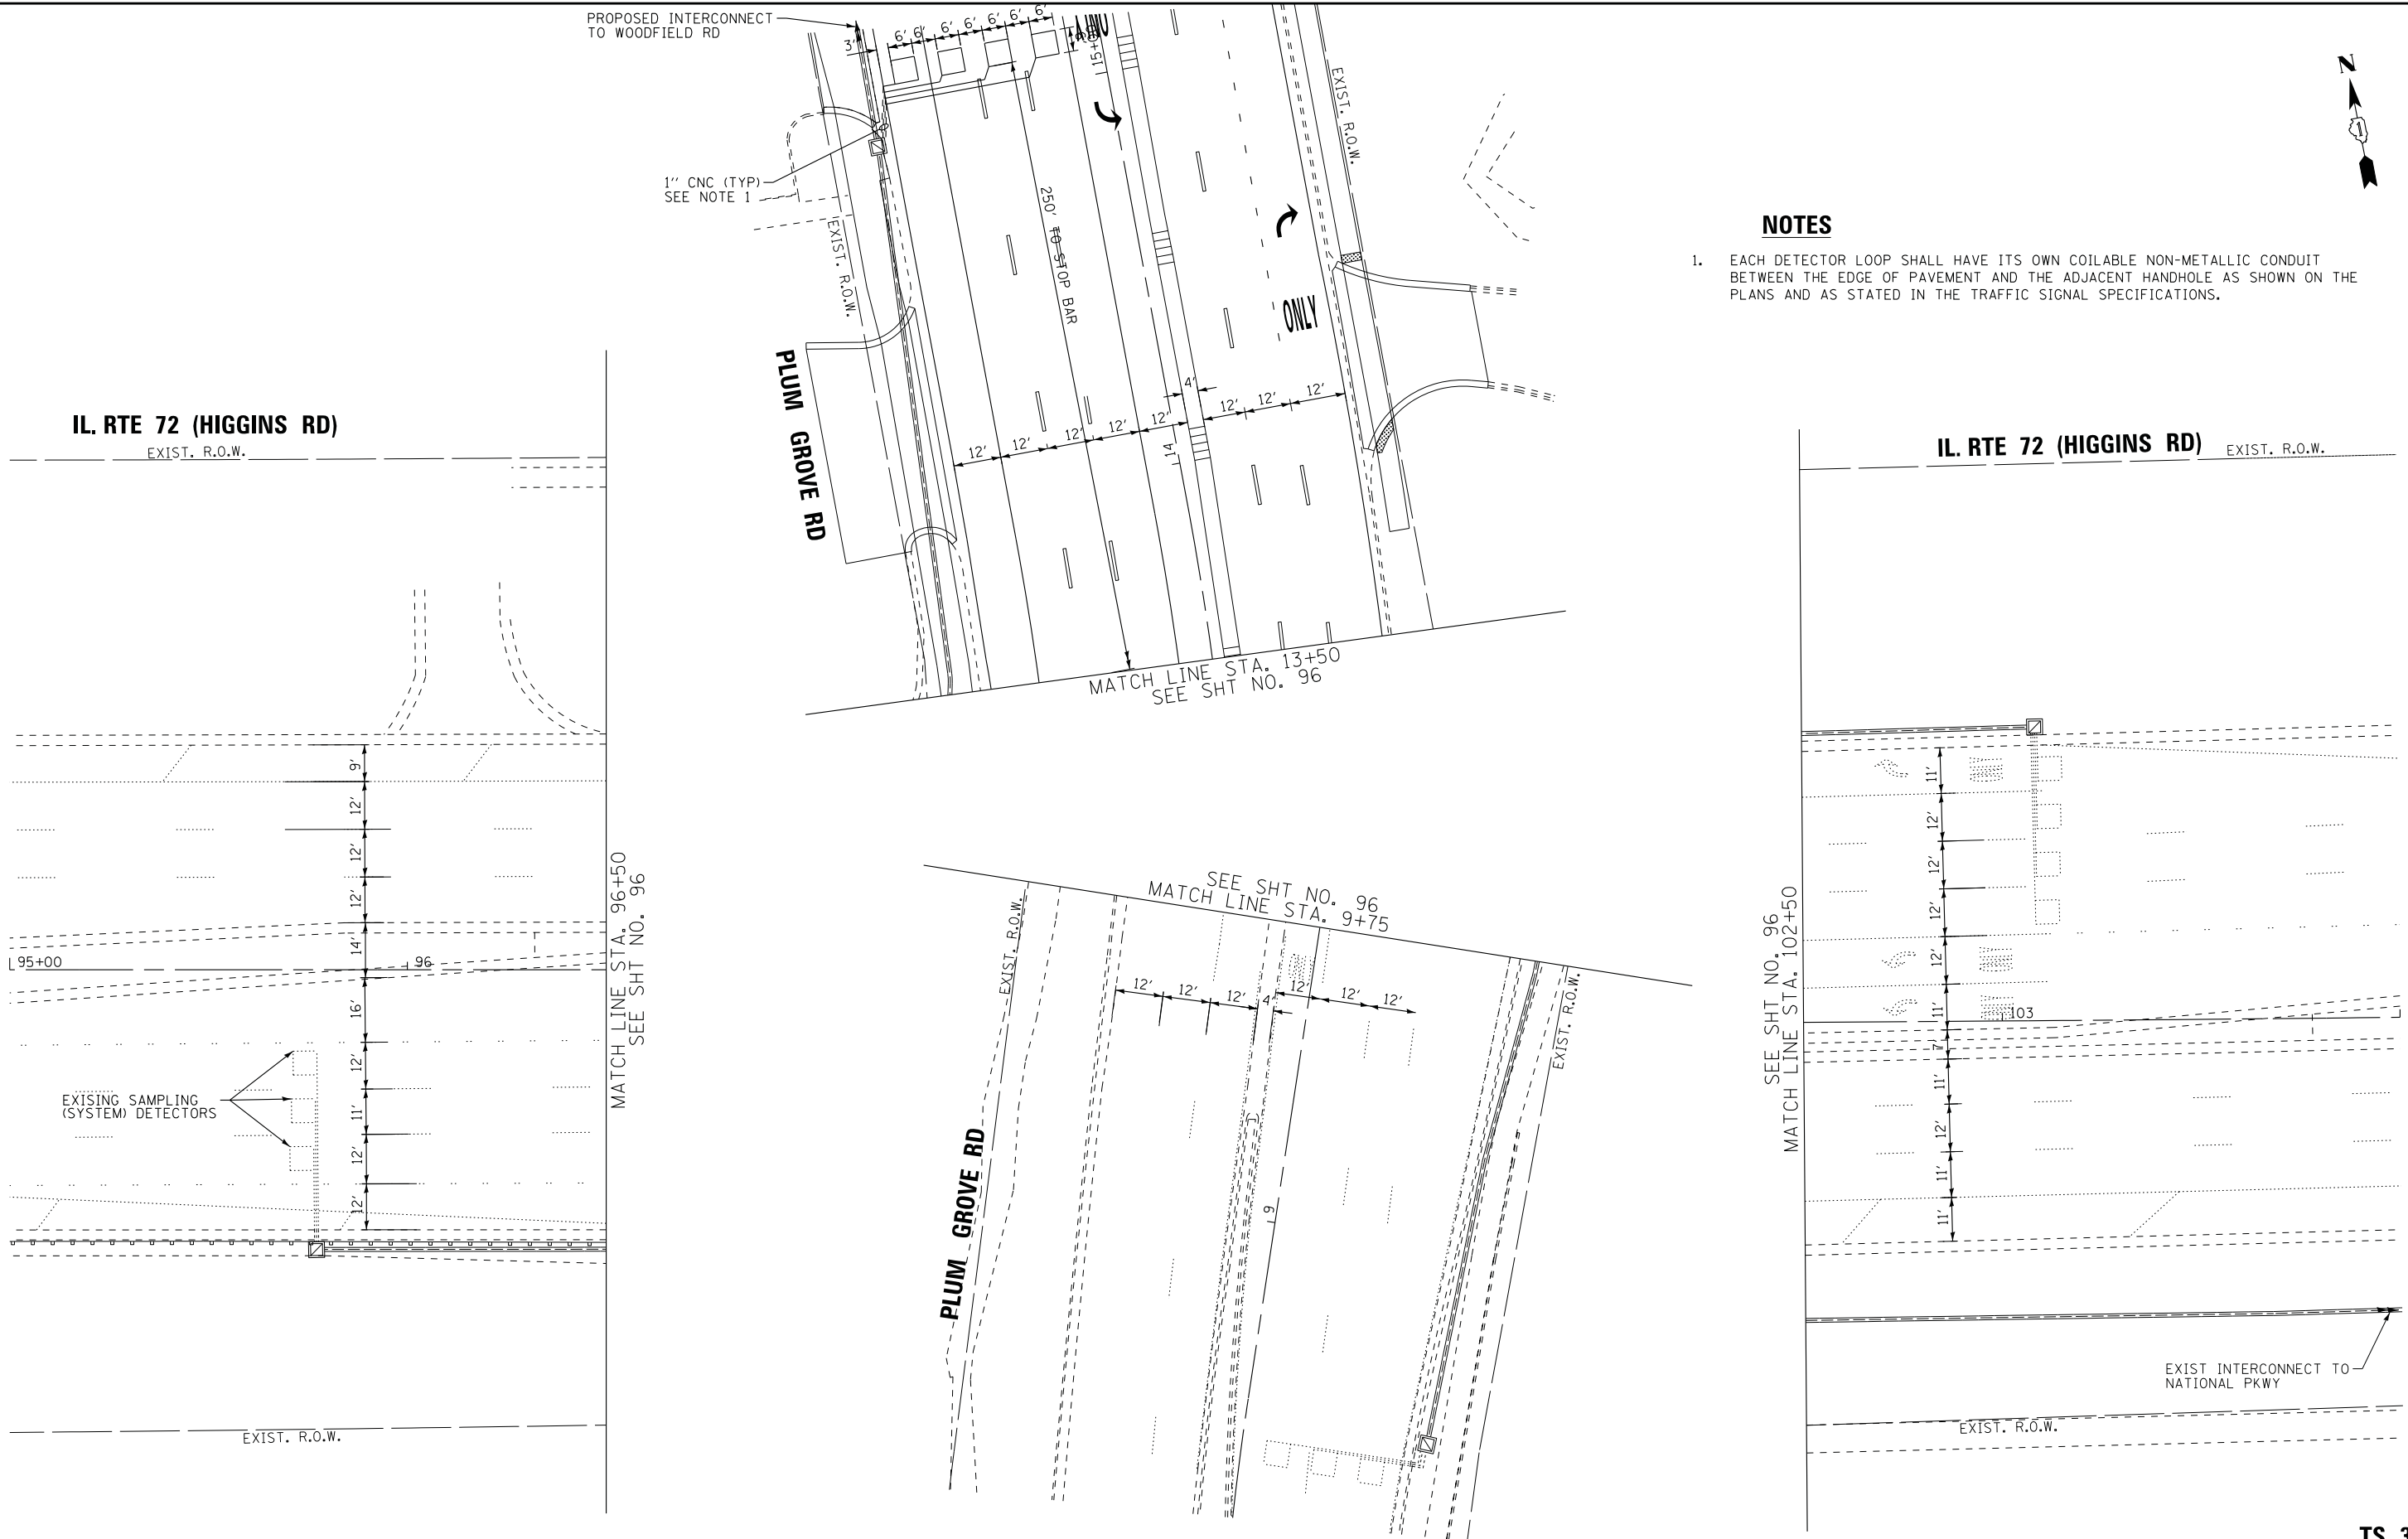 PROPOSED INTERCONNECT
TO WOODFIELD RD
3'
6'
6'
6'
6'
6'
6'
6'
ONLY
15+00
1'' CNC (TYP)
SEE NOTE 1
EXIST. R.O.W.
EXIST. R.O.W.
250' TO STOP BAR
ONLY
PLUM GROVE RD
12'
12'
12'
12'
12'
4'
12'
12'
12'
14
MATCH LINE STA. 13+50
SEE SHT NO. 96
N
1
NOTES
1. EACH DETECTOR LOOP SHALL HAVE ITS OWN COILABLE NON-METALLIC CONDUIT
BETWEEN THE EDGE OF PAVEMENT AND THE ADJACENT HANDHOLE AS SHOWN ON THE
PLANS AND AS STATED IN THE TRAFFIC SIGNAL SPECIFICATIONS.
IL. RTE 72 (HIGGINS RD)
EXIST. R.O.W.
9'
12'
12'
12'
14'
95+00
96
16'
12'
11'
12'
12'
EXISING SAMPLING
(SYSTEM) DETECTORS
MATCH LINE STA. 96+50
SEE SHT NO. 96
EXIST. R.O.W.
SEE SHT NO. 96
MATCH LINE STA. 9+75
EXIST. R.O.W.
12'
12'
12'
4'
12'
12'
12'
EXIST. R.O.W.
PLUM GROVE RD
9
IL. RTE 72 (HIGGINS RD)
EXIST. R.O.W.
11'
12'
12'
12'
12'
11'
103
7'
11'
12'
11'
11'
SEE SHT NO. 96
MATCH LINE STA. 102+50
EXIST INTERCONNECT TO
NATIONAL PKWY
EXIST. R.O.W.